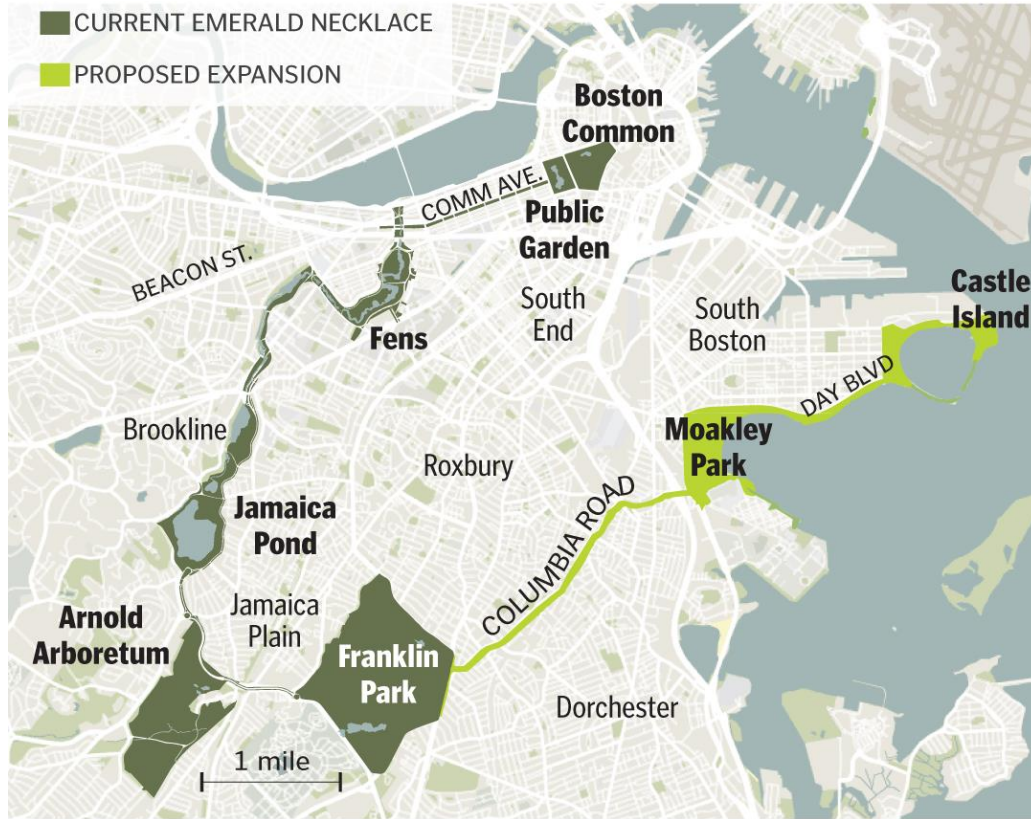 CURRENT EMERALD NECKLACE
PROPOSED EXPANSION
Boston
Common
COMM AVE.
Public
Garden
BEACON ST.
Castle
Island
South
End
South
Boston
Fens
DAY BLVD
Brookline
Moakley
Park
Roxbury
Jamaica
Pond
COLUMBIA ROAD
Jamaica
Plain
Arnold
Arboretum
Franklin
Park
Dorchester
1 mile